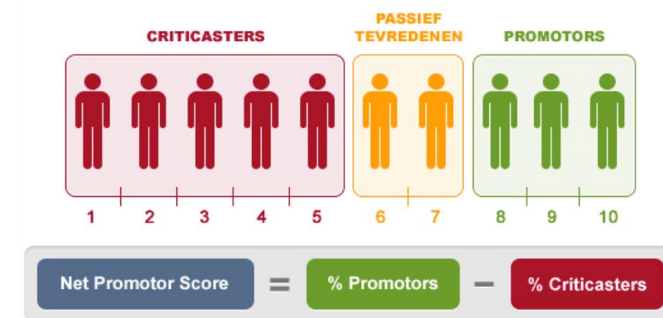 CRITICASTERS
PASSIEF
TEVREDENEN
PROMOTORS
1 2 3 4 5 6 7 8 9 10
Net Promotor Score = % Promotors − % Criticasters